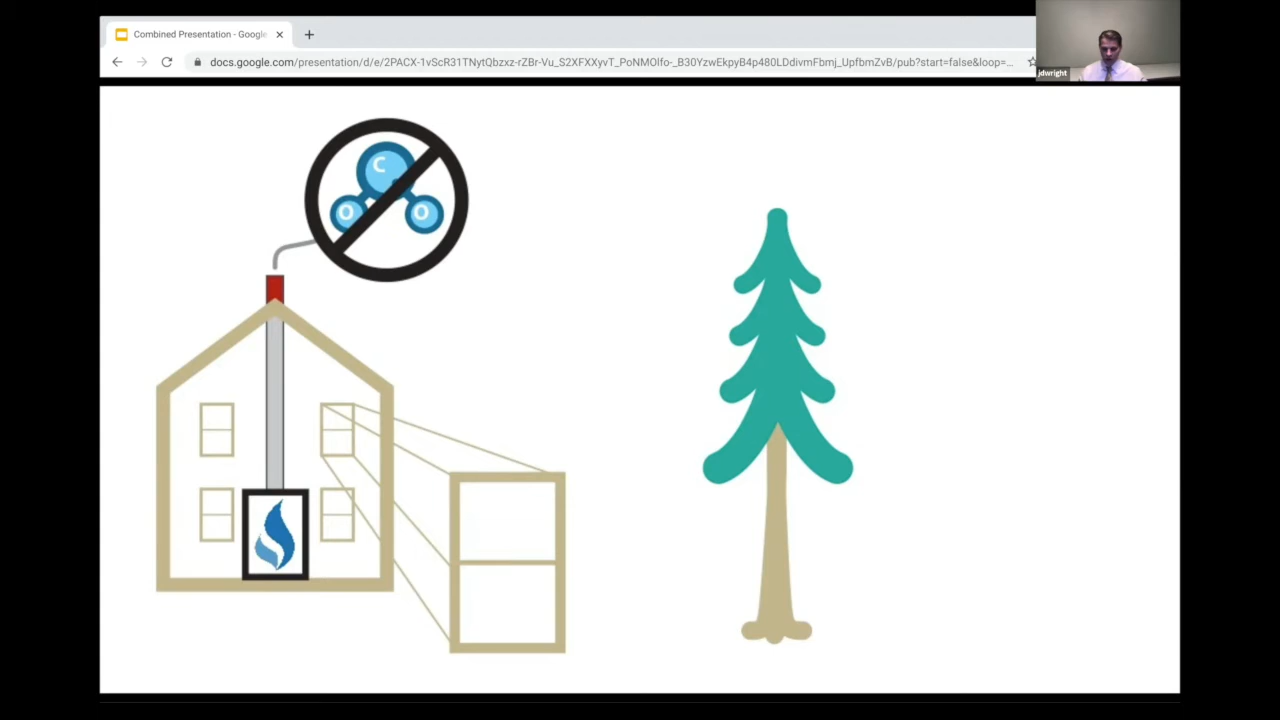 Combined Presentation - Google
docs.google.com/presentation/d/e/2PACX-1vScR31TNytQbzxz-rZBr-Vu_S2XFXXyvT_PoNMOlfo-_B30YzwEkpyB4p480LDdivmFbmj_UpfbmZvB/pub?start=false&loop=...
jdwright
C
O
O